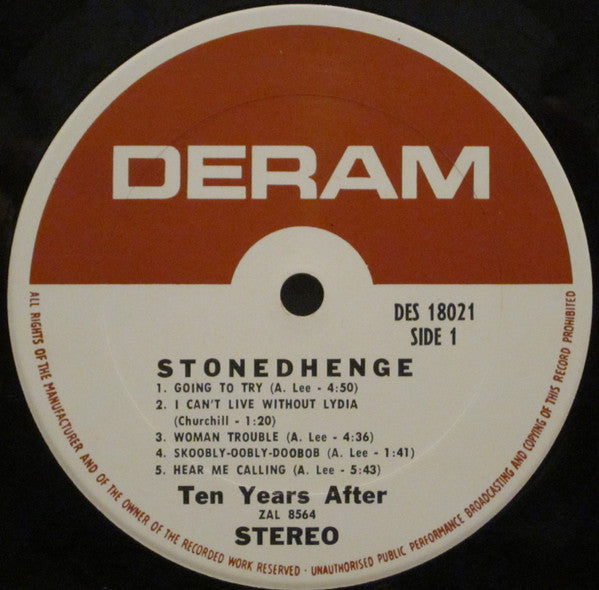 DERAM
DES 18021
SIDE 1
STONEDHENGE
1. GOING TO TRY (A. Lee - 4:50)
2. I CAN'T LIVE WITHOUT LYDIA
(Churchill - 1:20)
3. WOMAN TROUBLE (A. Lee - 4:36)
4. SKOOBLY-OOBLY-DOOBOB (A. Lee - 1:41)
5. HEAR ME CALLING (A. Lee - 5:43)
Ten Years After
ZAL 8564
STEREO
ALL RIGHTS OF THE MANUFACTURER AND OF THE OWNER OF THE RECORDED WORK RESERVED · UNAUTHORISED PUBLIC PERFORMANCE BROADCASTING AND COPYING OF THIS RECORD PROHIBITED